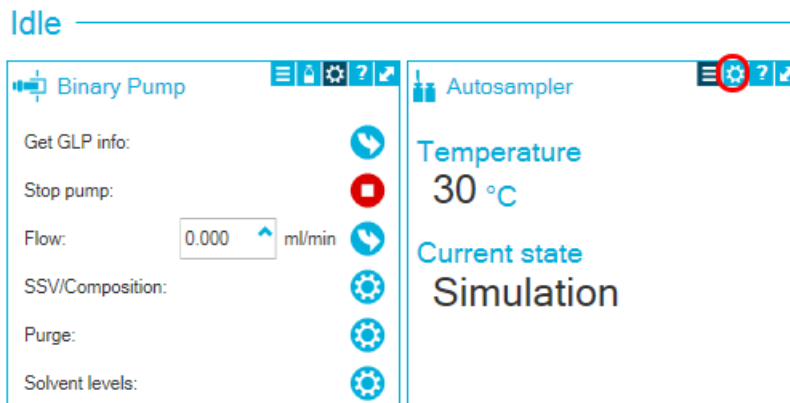 Idle
Binary Pump
?
Get GLP info:
Stop pump:
Flow: 0.000 ml/min
SSV/Composition:
Purge:
Solvent levels:
Autosampler
?
Temperature
30 °C
Current state
Simulation